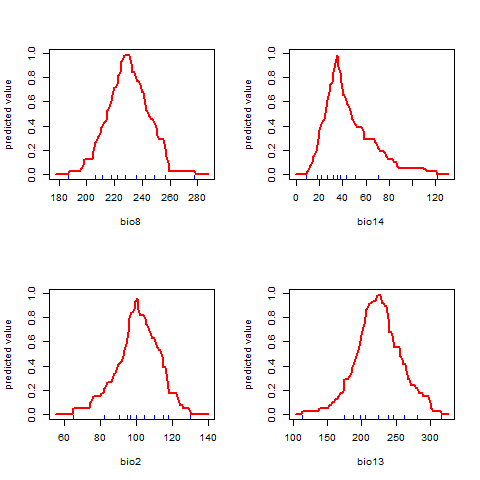 predicted value
0.0 0.2 0.4 0.6 0.8 1.0
180 200 220 240 260 280
bio8
predicted value
0.0 0.2 0.4 0.6 0.8 1.0
0 20 40 60 80 120
bio14
predicted value
0.0 0.2 0.4 0.6 0.8 1.0
60 80 100 120 140
bio2
predicted value
0.0 0.2 0.4 0.6 0.8 1.0
100 150 200 250 300
bio13